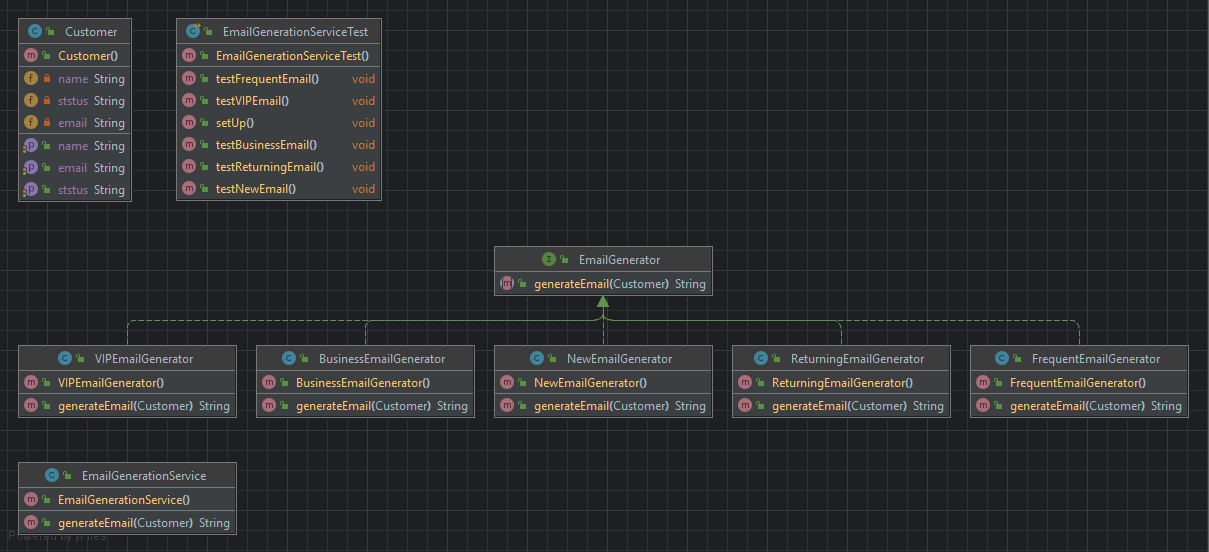 Customer
Customer()
name String
ststus String
email String
name String
email String
ststus String
EmailGenerationServiceTest
EmailGenerationServiceTest()
testFrequentEmail() void
testVIPEmail() void
setUp() void
testBusinessEmail() void
testReturningEmail() void
testNewEmail() void
EmailGenerator
generateEmail(Customer) String
VIPEmailGenerator
VIPEmailGenerator()
generateEmail(Customer) String
BusinessEmailGenerator
BusinessEmailGenerator()
generateEmail(Customer) String
NewEmailGenerator
NewEmailGenerator()
generateEmail(Customer) String
ReturningEmailGenerator
ReturningEmailGenerator()
generateEmail(Customer) String
FrequentEmailGenerator
FrequentEmailGenerator()
generateEmail(Customer) String
EmailGenerationService
EmailGenerationService()
generateEmail(Customer) String
Powered by yFiles